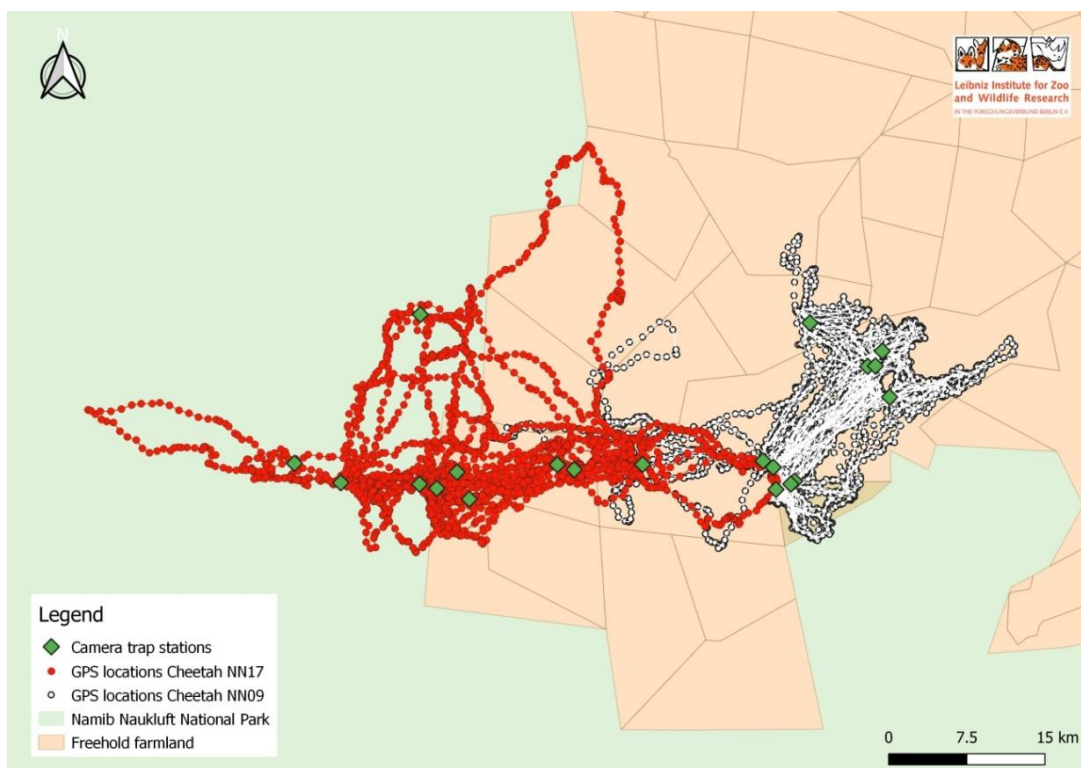 N
Leibniz Institute for Zoo
and Wildlife Research
IN THE FORSCHUNGSVERBUND BERLIN E.V.
Legend
Camera trap stations
GPS locations Cheetah NN17
GPS locations Cheetah NN09
Namib Naukluft National Park
Freehold farmland
0 7.5 15 km